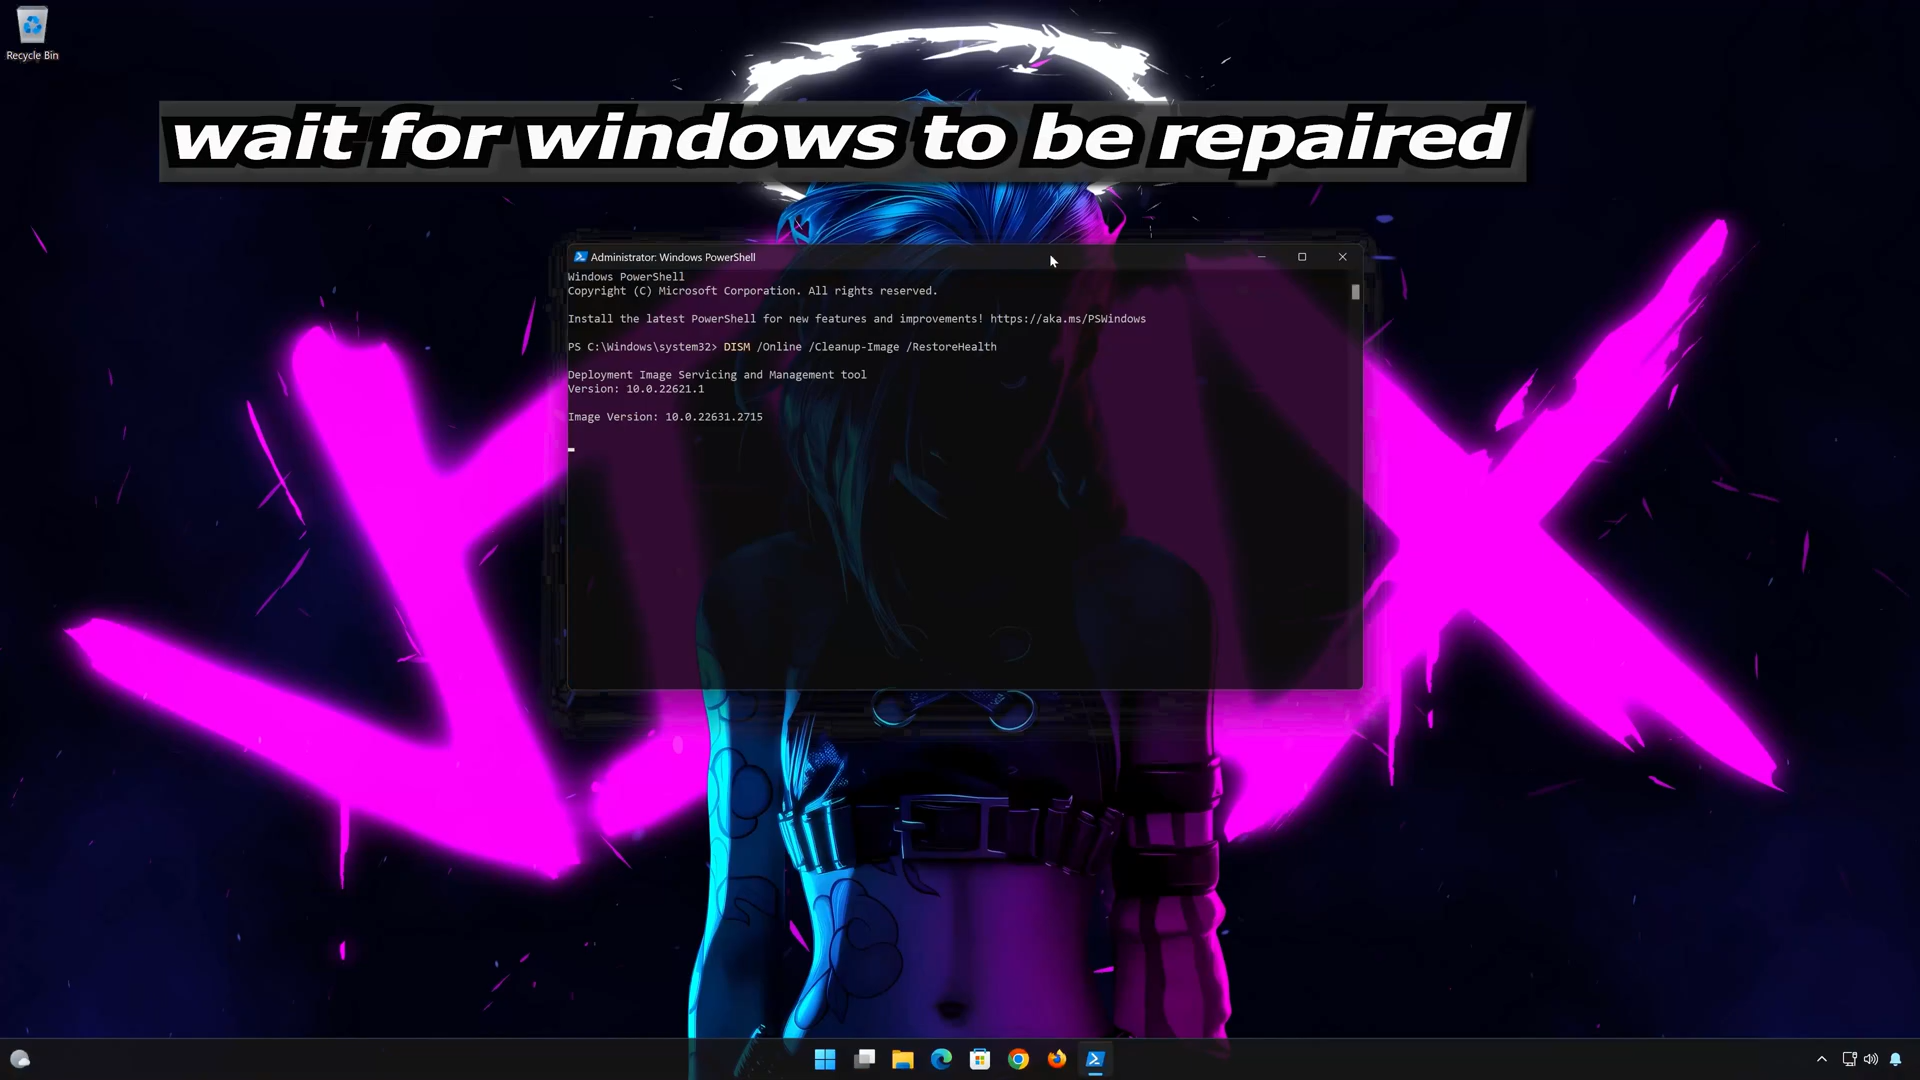 Recycle Bin
wait for windows to be repaired
Administrator: Windows PowerShell
Windows PowerShell
Copyright (C) Microsoft Corporation. All rights reserved.
Install the latest PowerShell for new features and improvements! https://aka.ms/PSWindows
PS C:\Windows\system32> DISM /Online /Cleanup-Image /RestoreHealth
Deployment Image Servicing and Management tool
Version: 10.0.22621.1
Image Version: 10.0.22631.2715